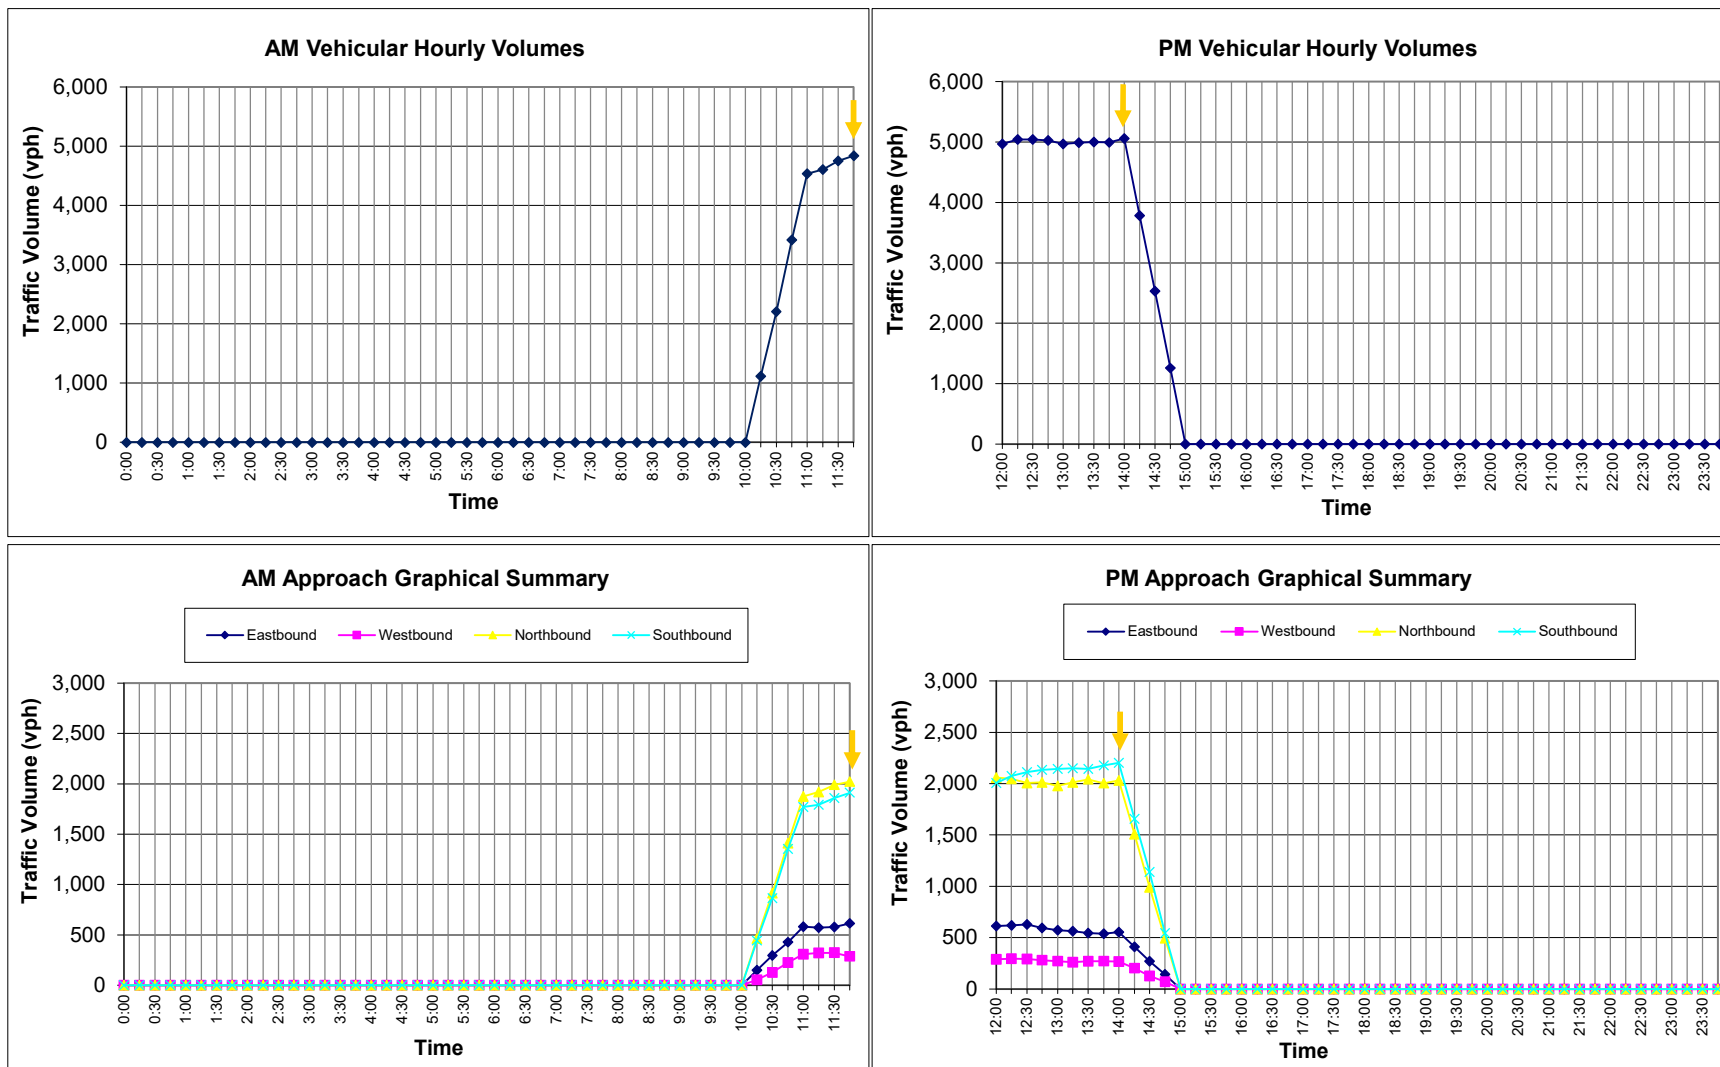 AM Vehicular Hourly Volumes
6,000
5,000
4,000
3,000
2,000
1,000
0
Traffic Volume (vph)
0:00 0:30 1:00 1:30 2:00 2:30 3:00 3:30 4:00 4:30 5:00 5:30 6:00 6:30 7:00 7:30 8:00 8:30 9:00 9:30 10:00 10:30 11:00 11:30
Time
PM Vehicular Hourly Volumes
6,000
5,000
4,000
3,000
2,000
1,000
0
Traffic Volume (vph)
12:00 12:30 13:00 13:30 14:00 14:30 15:00 15:30 16:00 16:30 17:00 17:30 18:00 18:30 19:00 19:30 20:00 20:30 21:00 21:30 22:00 22:30 23:00 23:30
Time
AM Approach Graphical Summary
Eastbound Westbound Northbound Southbound
3,000
2,500
2,000
1,500
1,000
500
0
Traffic Volume (vph)
0:00 0:30 1:00 1:30 2:00 2:30 3:00 3:30 4:00 4:30 5:00 5:30 6:00 6:30 7:00 7:30 8:00 8:30 9:00 9:30 10:00 10:30 11:00 11:30
Time
PM Approach Graphical Summary
Eastbound Westbound Northbound Southbound
3,000
2,500
2,000
1,500
1,000
500
0
Traffic Volume (vph)
12:00 12:30 13:00 13:30 14:00 14:30 15:00 15:30 16:00 16:30 17:00 17:30 18:00 18:30 19:00 19:30 20:00 20:30 21:00 21:30 22:00 22:30 23:00 23:30
Time